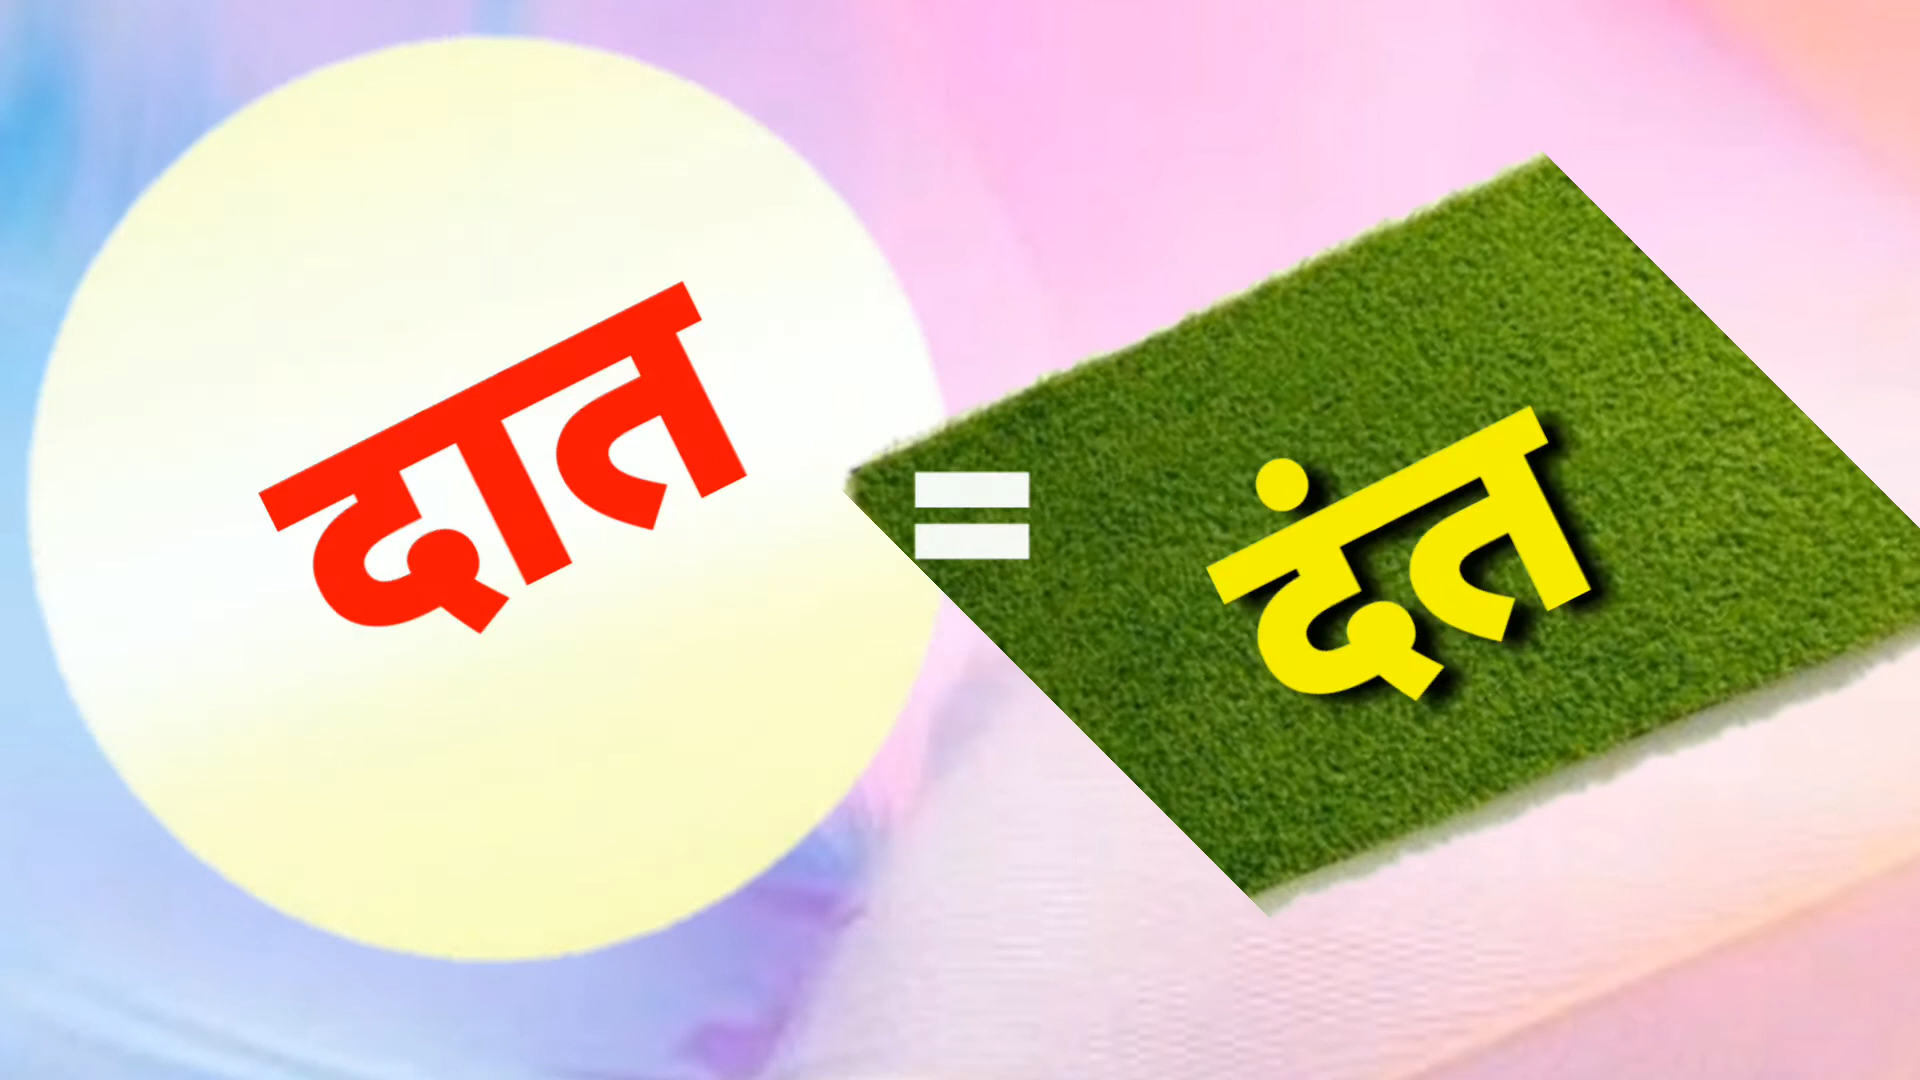 दात = दंत